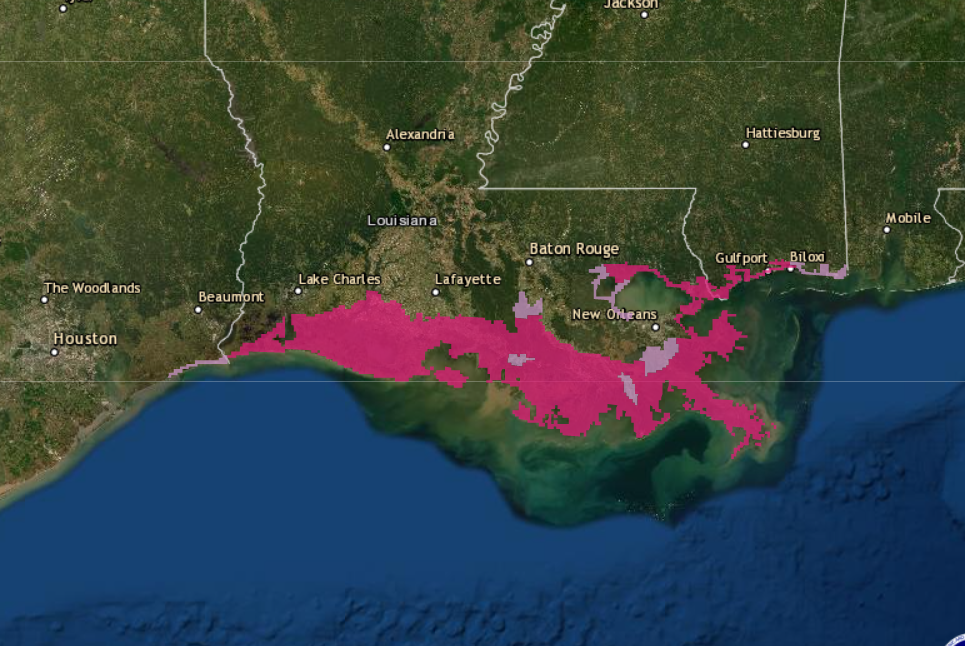 Jackson
Alexandria
Hattiesburg
Louisiana
Mobile
Baton Rouge
Gulfport
Biloxi
Lake Charles
Lafayette
The Woodlands
Beaumont
New Orleans
Houston